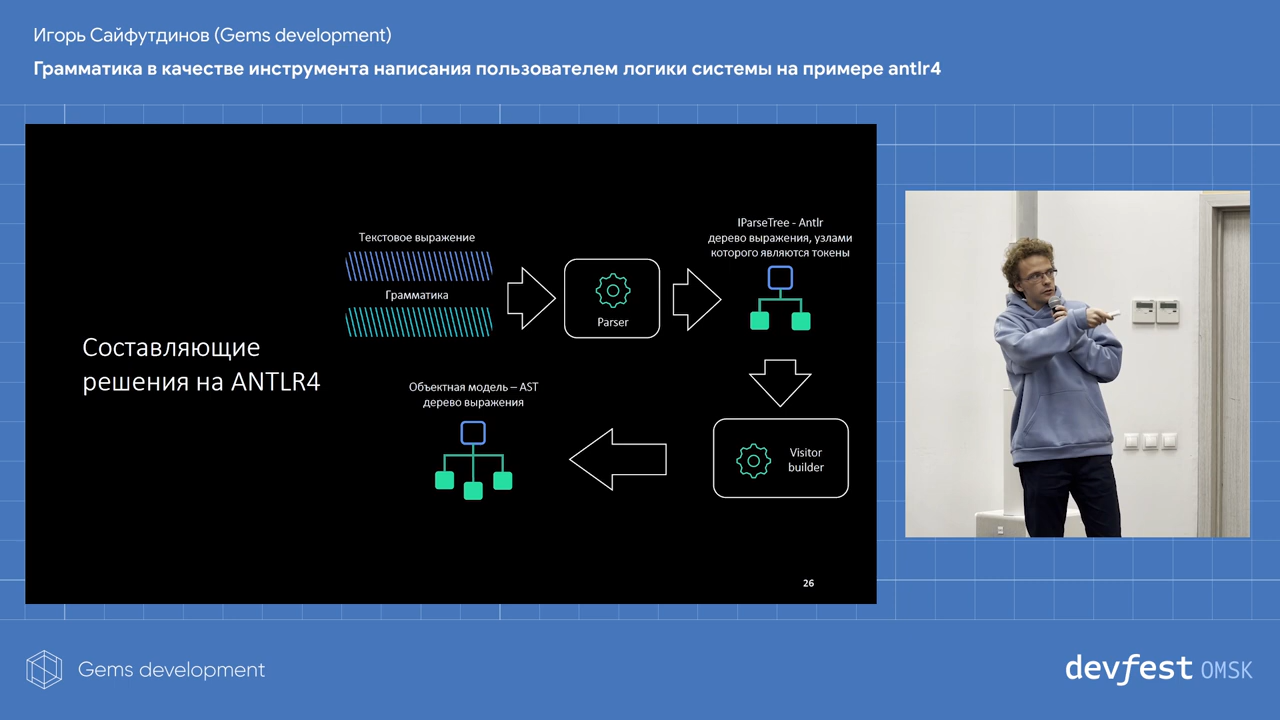 Игорь Сайфутдинов (Gems development)
Грамматика в качестве инструмента написания пользователем логики системы на примере antlr4
Составляющие
решения на ANTLR4
Текстовое выражение
Грамматика
Parser
IParseTree - Antlr
дерево выражения, узлами
которого являются токены
Visitor
builder
Объектная модель – AST
дерево выражения
26
Gems development
devfest OMSK